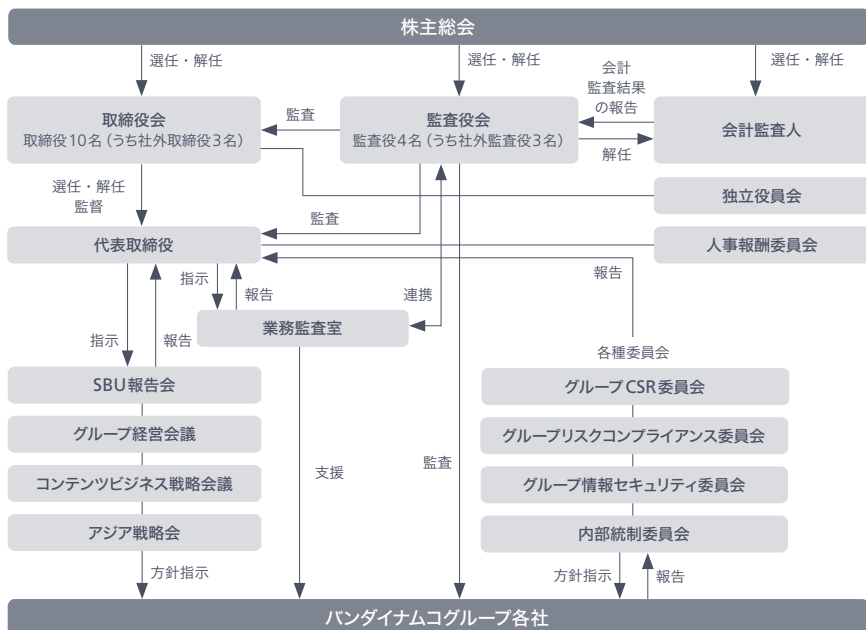 株主総会
選任・解任
選任・解任
選任・解任
取締役会
取締役10名（うち社外取締役3名）
監査
監査役会
監査役4名（うち社外監査役3名）
会計
監査結果
の報告
解任
会計監査人
選任・解任
監督
独立役員会
監査
代表取締役
人事報酬委員会
指示
報告
連携
報告
業務監査室
指示
報告
各種委員会
SBU報告会
グループCSR委員会
グループ経営会議
グループリスクコンプライアンス委員会
コンテンツビジネス戦略会議
支援
監査
グループ情報セキュリティ委員会
アジア戦略会
内部統制委員会
方針指示
方針指示
報告
バンダイナムコグループ各社